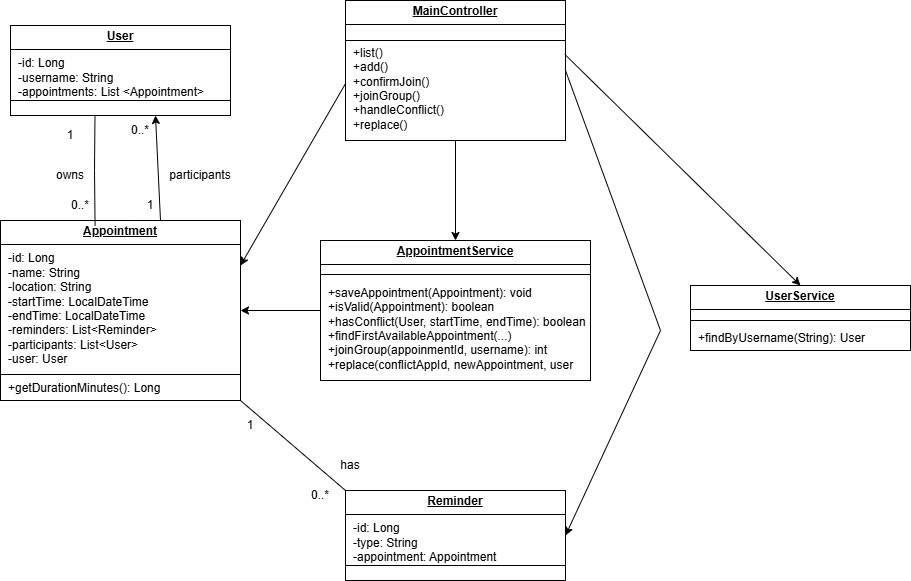 MainController
+list()
+add()
+confirmJoin()
+joinGroup()
+handleConflict()
+replace()
User
-id: Long
-username: String
-appointments: List <Appointment>
1
0..*
owns
participants
0..*
1
Appointment
-id: Long
-name: String
-location: String
-startTime: LocalDateTime
-endTime: LocalDateTime
-reminders: List<Reminder>
-participants: List<User>
-user: User
+getDurationMinutes(): Long
AppointmentService
+saveAppointment(Appointment): void
+isValid(Appointment): boolean
+hasConflict(User, startTime, endTime): boolean
+findFirstAvailableAppointment(...)
+joinGroup(appoinmentId, username): int
+replace(conflictAppId, newAppointment, user
UserService
+findByUsername(String): User
1
has
0..*
Reminder
-id: Long
-type: String
-appointment: Appointment